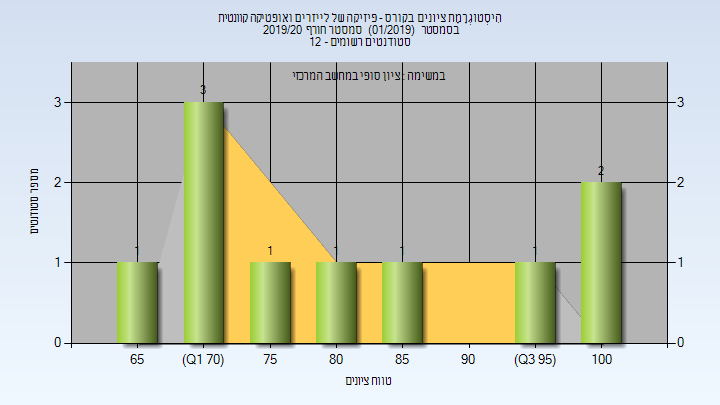 היסטוגרמת ציונים בקורס - פיזיקה של לייזרים ואופטיקה קוונטית
בסמסטר (01/2019) סמסטר חורף 2019/20
סטודנטים רשומים - 12
במשימה : ציון סופי במחשב המרכזי
מספר סטודנטים
3 3
2 2
1 1
0 0
1 3 1 1 1 1 2
65 (Q1 70) 75 80 85 90 (Q3 95) 100
טווח ציונים